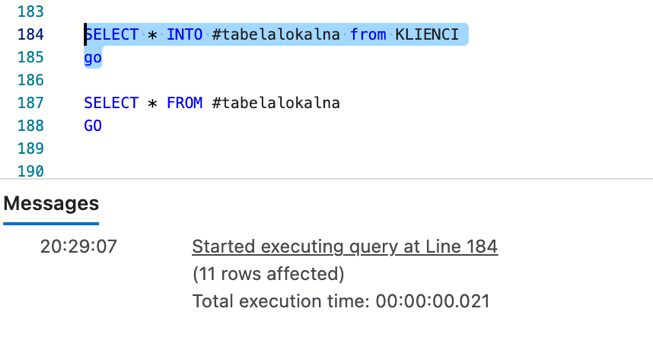 183
184 SELECT * INTO #tabelalokalna from KLIENCI
185 go
186
187 SELECT * FROM #tabelalokalna
188 GO
189
190
Messages
20:29:07 Started executing query at Line 184
(11 rows affected)
Total execution time: 00:00:00.021